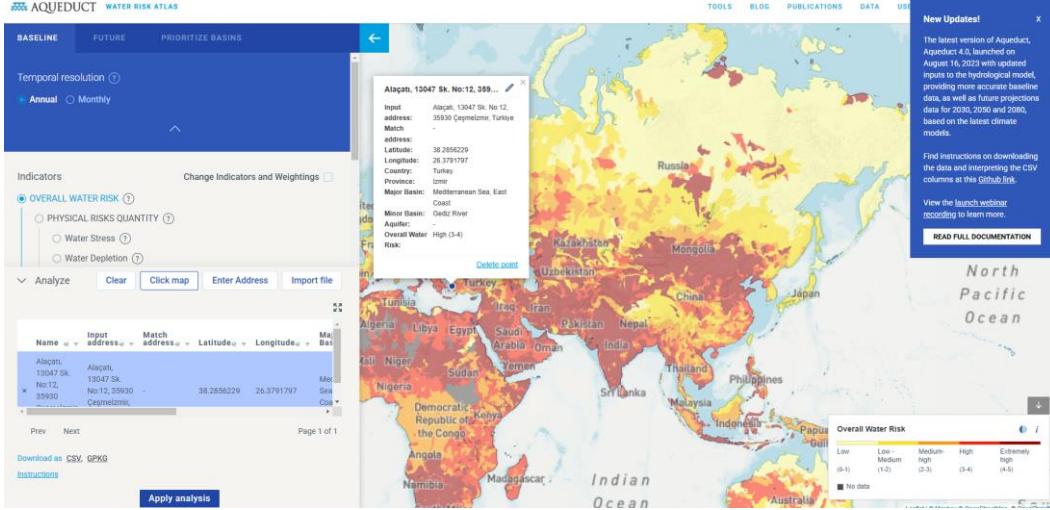 AQUEDUCT WATER RISK ATLAS
TOOLS BLOG PUBLICATIONS DATA
BASELINE FUTURE PRIORITIZE BASINS
Temporal resolution ?
Annual Monthly
Indicators Change Indicators and Weightings
OVERALL WATER RISK ?
PHYSICAL RISKS QUANTITY ?
Water Stress ?
Water Depletion ?
Analyze Clear Click map Enter Address Import file
Name Input address Match address Latitude Longitude
Alaçatı,
13047 Sk.
No:12,
35930
Alaçatı,
13047 Sk.
No:12, 35930
Çeşmeİzmir,
- 38.2856229 26.3791797
Prev Next Page 1 of 1
Download as CSV, GPKG
Instructions
Apply analysis
Alaçatı, 13047 Sk. No:12, 359... ×
Input address: Alaçatı, 13047 Sk. No:12,
35930 Çeşmeİzmir, Türkiye
Match address: -
Latitude: 38.2856229
Longitude: 26.3791797
Country: Turkey
Province: Izmir
Major Basin: Mediterranean Sea, East
Coast
Minor Basin: Gediz River
Aquifer:
Overall Water Risk: High (3-4)
Delete point
Russia
Kazakhstan
Mongolia
Uzbekistan
Turkey
China
Japan
Tunisia
Iraq
Iran
Algeria
Libya
Egypt
Saudi
Arabia
Pakistan
Nepal
Oman
India
Mali
Niger
Sudan
Yemen
Thailand
Philippines
Nigeria
Sri Lanka
Malaysia
Democratic
Republic of
the Congo
Kenya
Indonesia
Papua
Angola
Namibia
Madagascar
Indian
Ocean
Australia
North
Pacific
Ocean
New Updates! x
The latest version of Aqueduct,
Aqueduct 4.0, launched on
August 16, 2023 with updated
inputs to the hydrological model,
providing more accurate baseline
data, as well as future projections
data for 2030, 2050 and 2080,
based on the latest climate
models.
Find instructions on downloading
the data and interpreting the CSV
columns at this Github link.
View the launch webinar
recording to learn more.
READ FULL DOCUMENTATION
Overall Water Risk i
Low Low - Medium Medium-high High Extremely high
(0-1) (1-2) (2-3) (3-4) (4-5)
No data